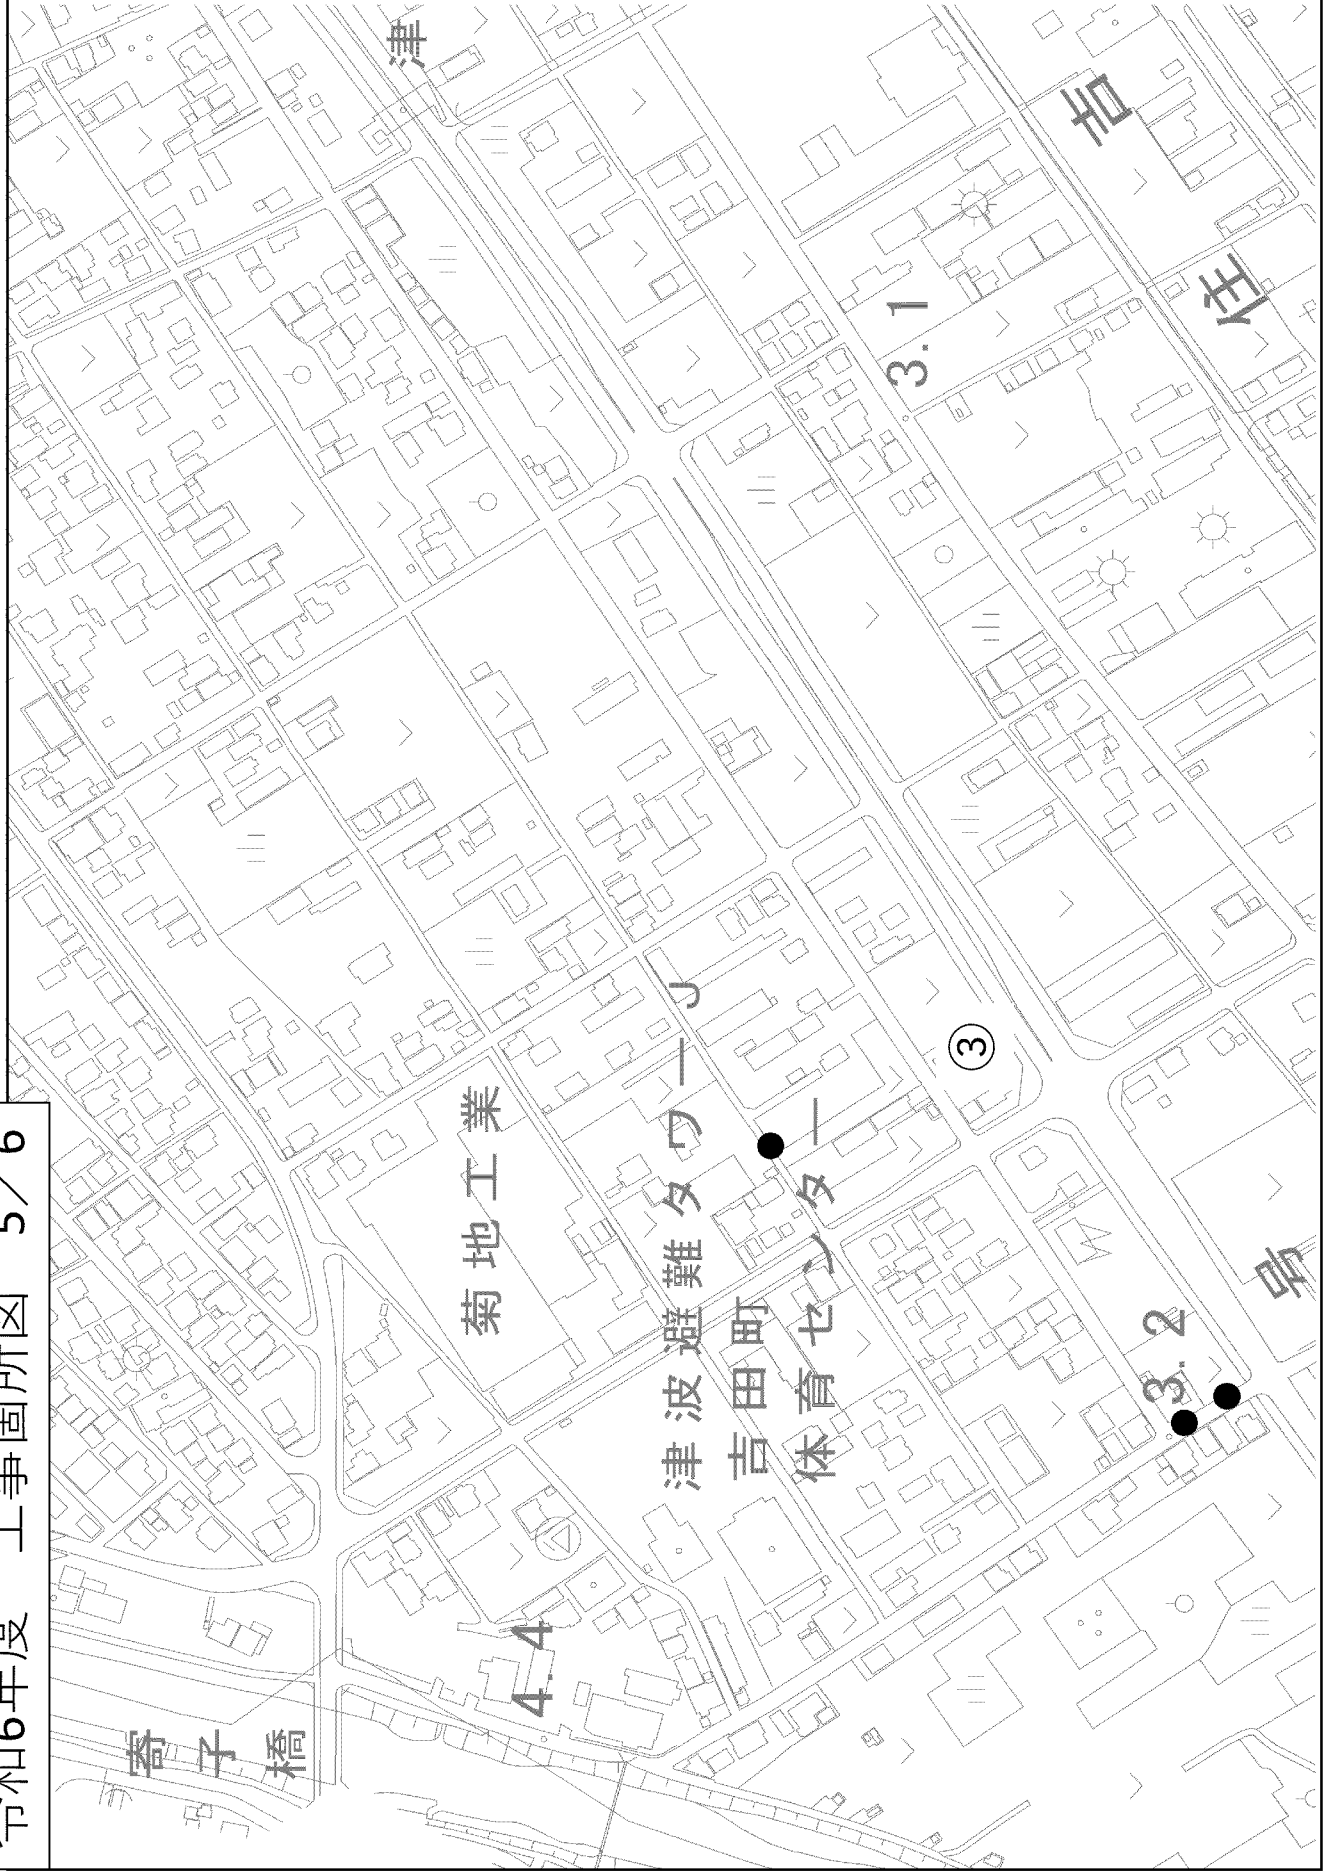 令和6年度 工事箇所図 5/6
寄子橋
4.4
菊地工業
津波避難タワーJ
吉田町
体育センター
③
3.2
号
3.1
津
吉
住